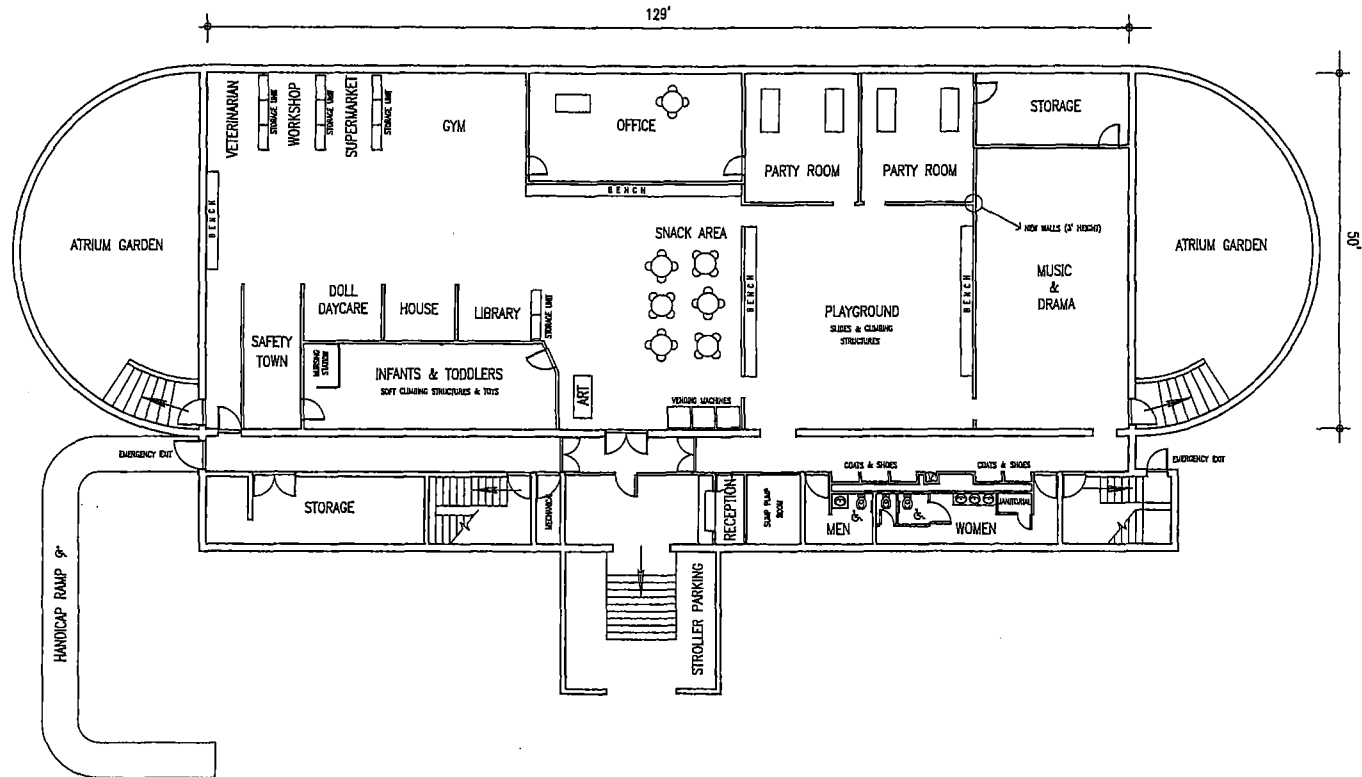 129'
50'
VETERINARIAN
STORAGE UNIT
WORKSHOP
STORAGE UNIT
SUPERMARKET
STORAGE UNIT
GYM
OFFICE
BENCH
PARTY ROOM
PARTY ROOM
STORAGE
NEW WALLS (3' HEIGHT)
ATRIUM GARDEN
BENCH
SNACK AREA
BENCH
PLAYGROUND
SLIDES & CLIMBING
STRUCTURES
BENCH
MUSIC
&
DRAMA
ATRIUM GARDEN
SAFETY
TOWN
DOLL
DAYCARE
HOUSE
LIBRARY
STORAGE UNIT
NURSING
STATION
INFANTS & TODDLERS
SOFT CLIMBING STRUCTURES & TOYS
ART
VENDING MACHINES
EMERGENCY EXIT
EMERGENCY EXIT
COATS & SHOES
COATS & SHOES
STORAGE
MECHANICAL
RECEPTION
SUMP PUMP
ROOM
MEN
WOMEN
JANITORIAL
HANDICAP RAMP
STROLLER PARKING